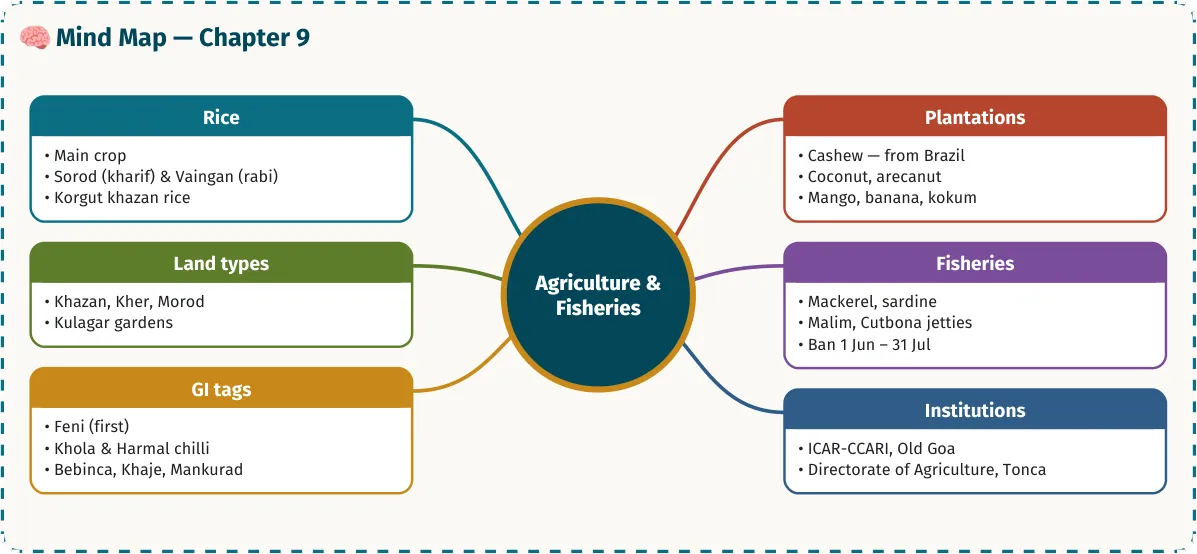 🧠 Mind Map — Chapter 9
Rice
• Main crop
• Sorod (kharif) & Vaingan (rabi)
• Korgut khazan rice
Land types
• Khazan, Kher, Morod
• Kulagar gardens
GI tags
• Feni (first)
• Khola & Harmal chilli
• Bebinca, Khaje, Mankurad
Agriculture &
Fisheries
Plantations
• Cashew — from Brazil
• Coconut, arecanut
• Mango, banana, kokum
Fisheries
• Mackerel, sardine
• Malim, Cutbona jetties
• Ban 1 Jun – 31 Jul
Institutions
• ICAR-CCARI, Old Goa
• Directorate of Agriculture, Tonca